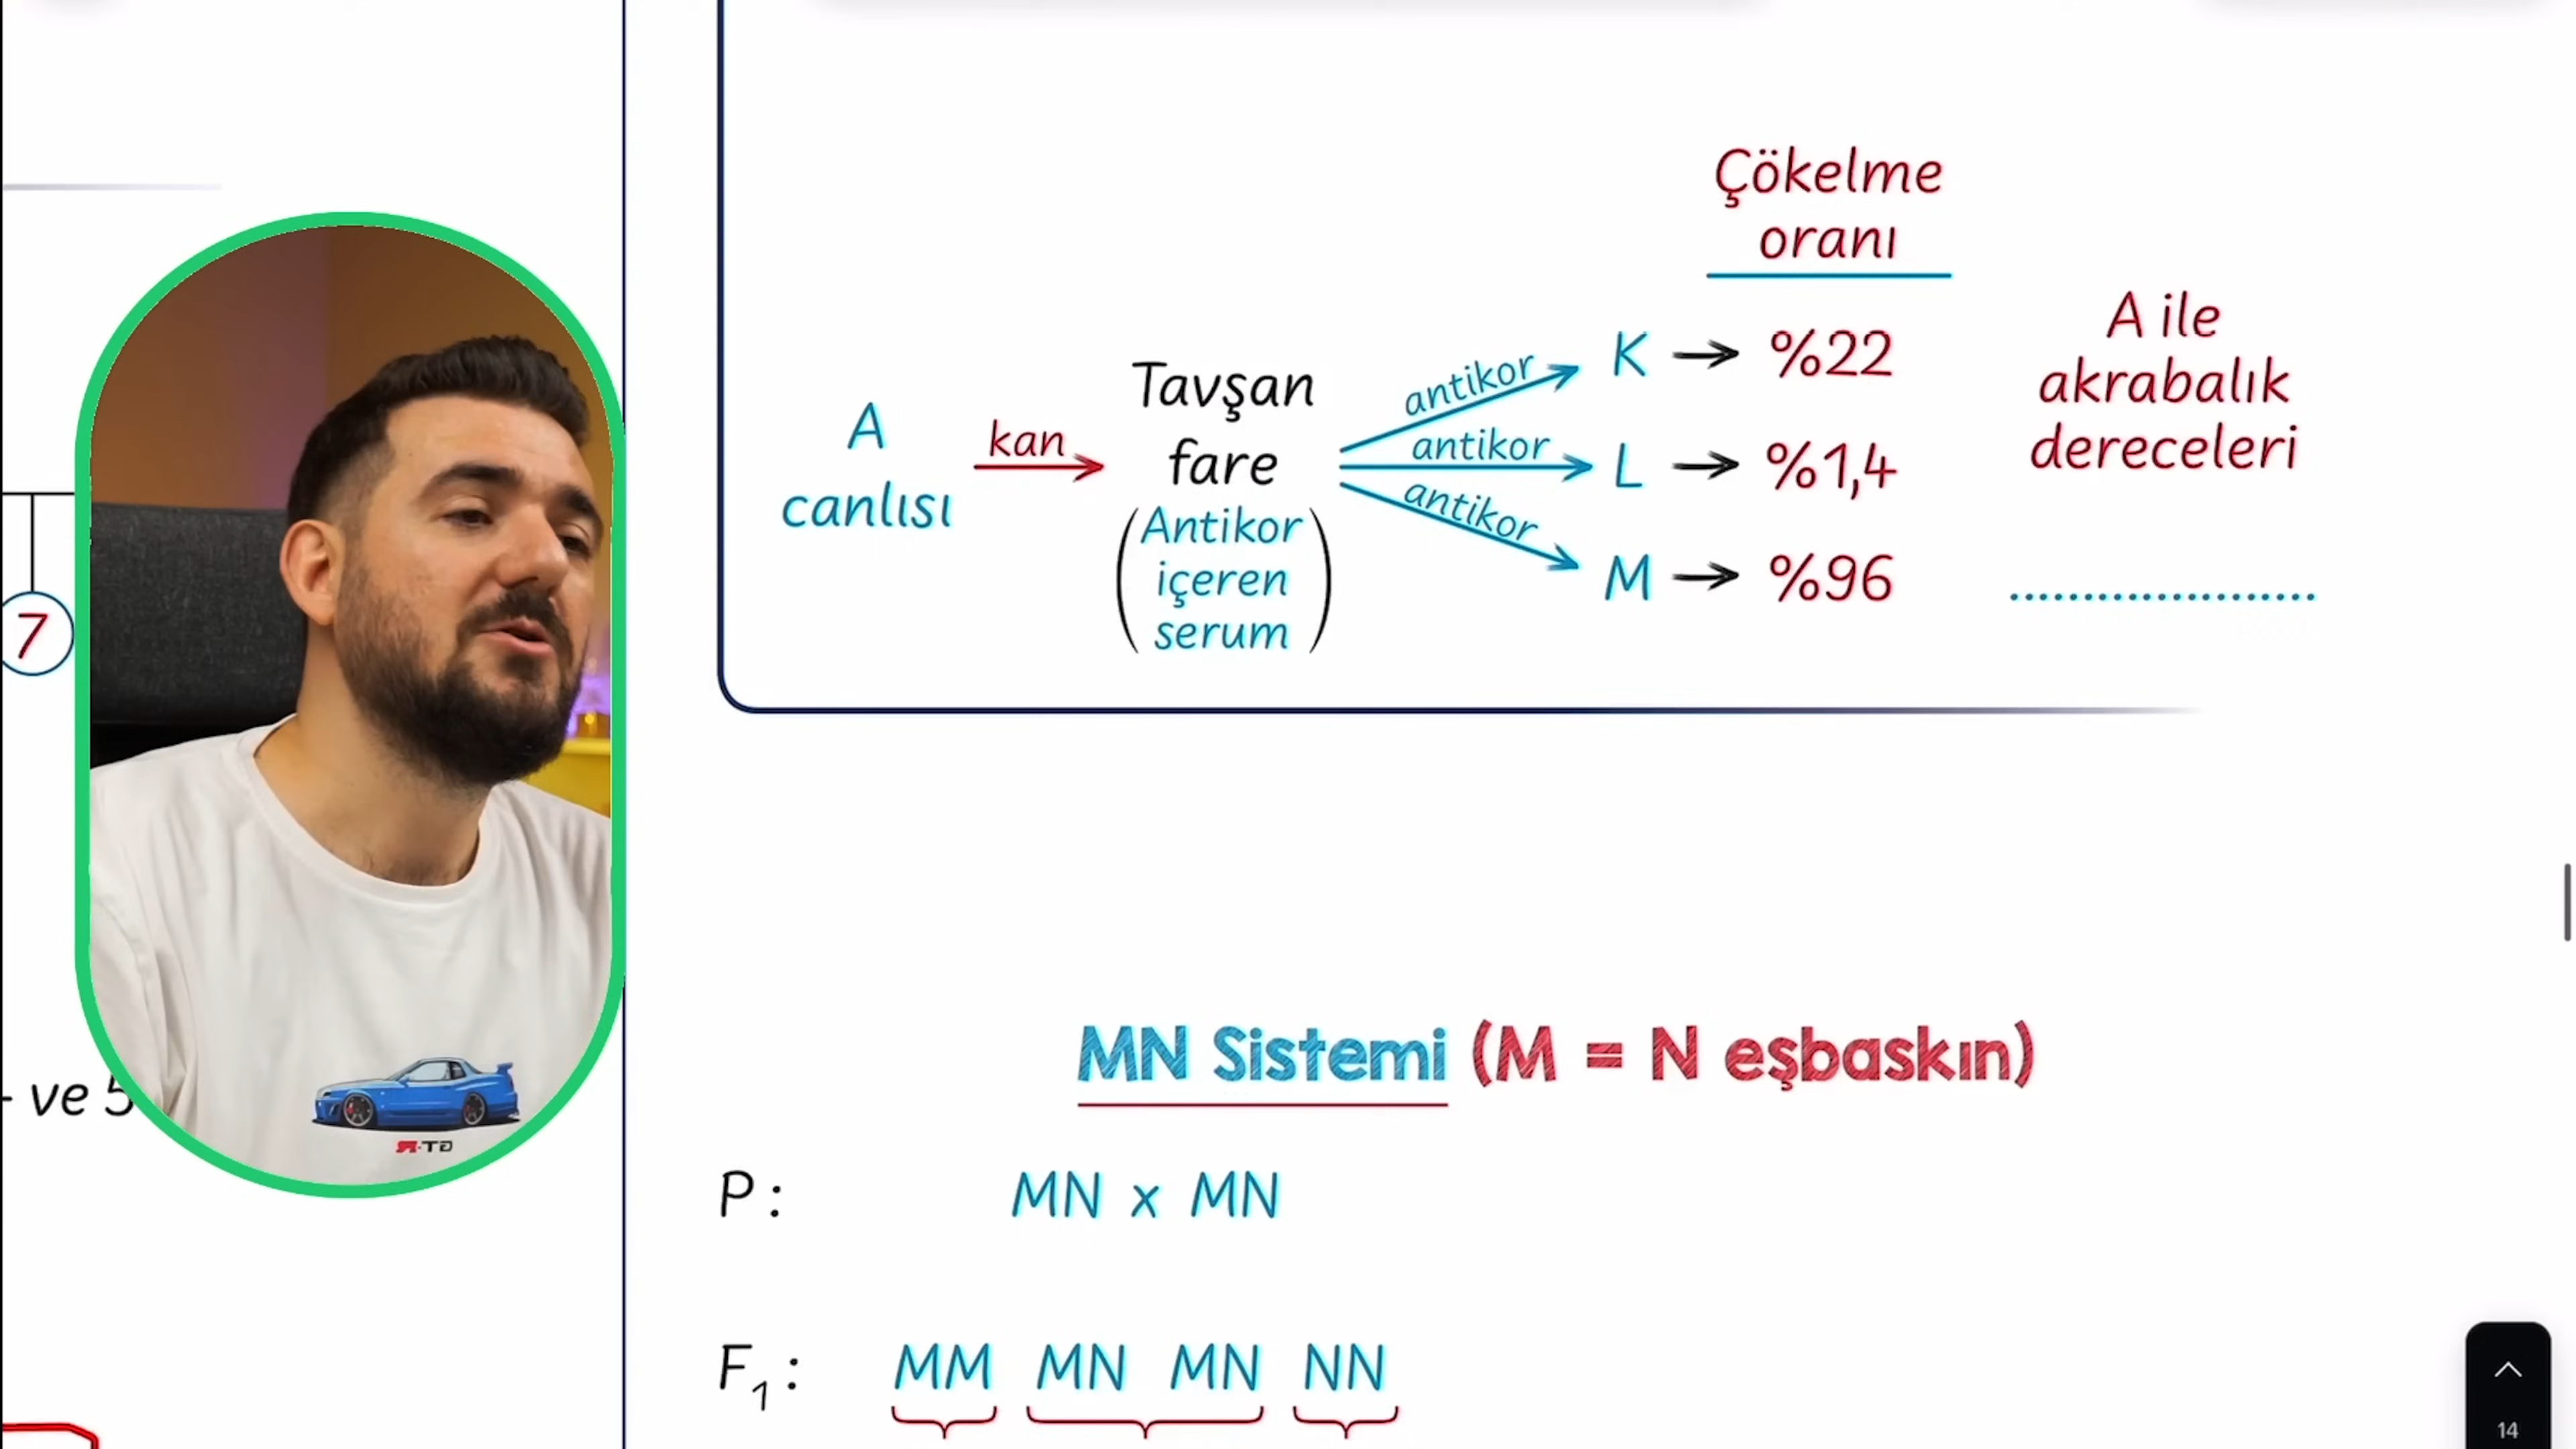 Çökelme
oranı
A
canlısı
kan
Tavşan
fare
(Antikor
içeren
serum)
antikor
K → %22
antikor
L → %1,4
antikor
M → %96
A ile
akrabalık
dereceleri
.....................
7
- ve 5
MN Sistemi (M = N eşbaskın)
P : MN x MN
F1 : MM MN MN NN
14